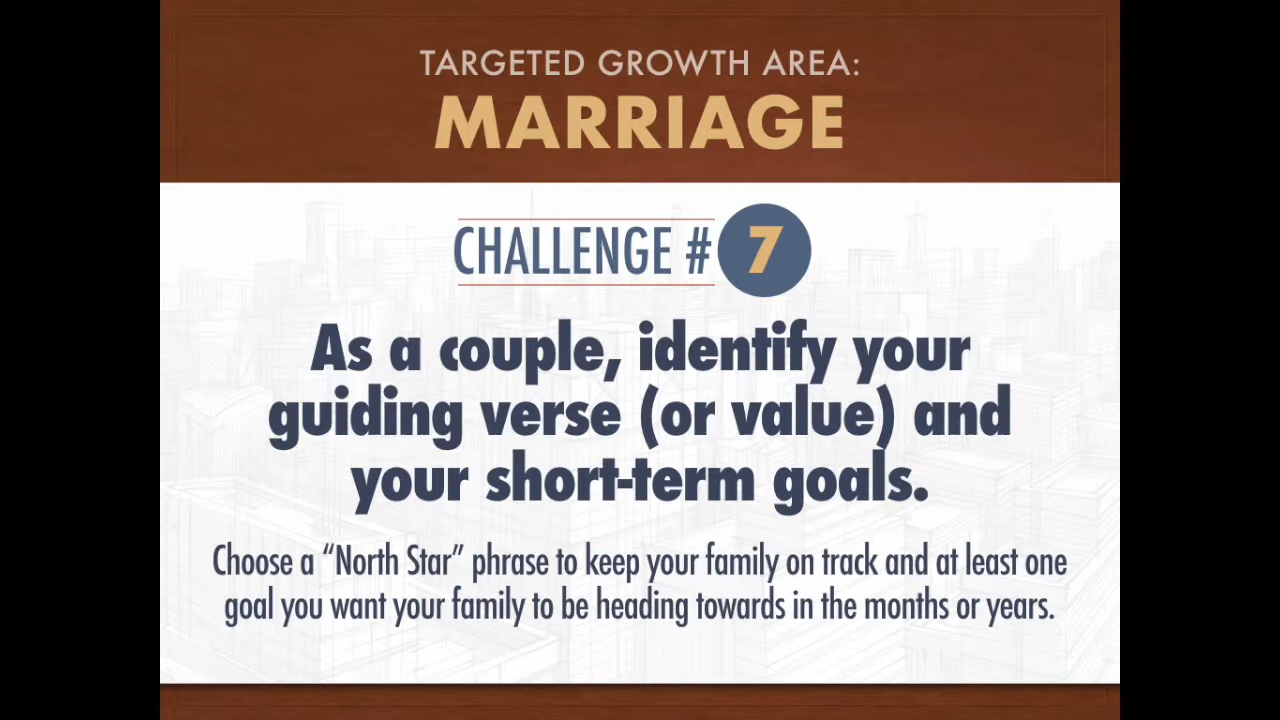 TARGETED GROWTH AREA:
MARRIAGE
CHALLENGE # 7
As a couple, identify your
guiding verse (or value) and
your short-term goals.
Choose a “North Star” phrase to keep your family on track and at least one
goal you want your family to be heading towards in the months or years.